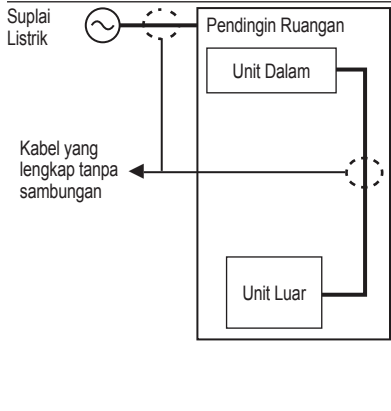 Suplai
Listrik
Pendingin Ruangan
Unit Dalam
Kabel yang
lengkap tanpa
sambungan
Unit Luar